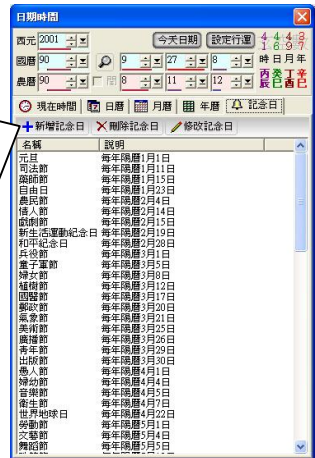 日期時間
西元 2001 今天日期 設定行運
國曆 90 9 27 8 時日月年
農曆 90 8 11 12 丙癸丁辛
辰巳酉巳
現在時間 日曆 月曆 年曆 記念日
新增記念日 刪除記念日 修改記念日
名稱 說明
元旦 每年陽曆1月1日
司法節 每年陽曆1月11日
藥師節 每年陽曆1月15日
自由日 每年陽曆1月23日
農民節 每年陽曆2月4日
情人節 每年陽曆2月14日
戲劇節 每年陽曆2月15日
新生活運動紀念日 每年陽曆2月19日
和平紀念日 每年陽曆2月28日
兵役節 每年陽曆3月1日
童子軍節 每年陽曆3月5日
婦女節 每年陽曆3月8日
植樹節 每年陽曆3月12日
國醫節 每年陽曆3月17日
郵政節 每年陽曆3月20日
氣象節 每年陽曆3月21日
美術節 每年陽曆3月25日
廣播節 每年陽曆3月26日
青年節 每年陽曆3月29日
出版節 每年陽曆3月30日
愚人節 每年陽曆4月1日
婦幼節 每年陽曆4月4日
音樂節 每年陽曆4月5日
衛生節 每年陽曆4月7日
世界地球日 每年陽曆4月22日
勞動節 每年陽曆5月1日
文藝節 每年陽曆5月4日
舞蹈節 每年陽曆5月5日